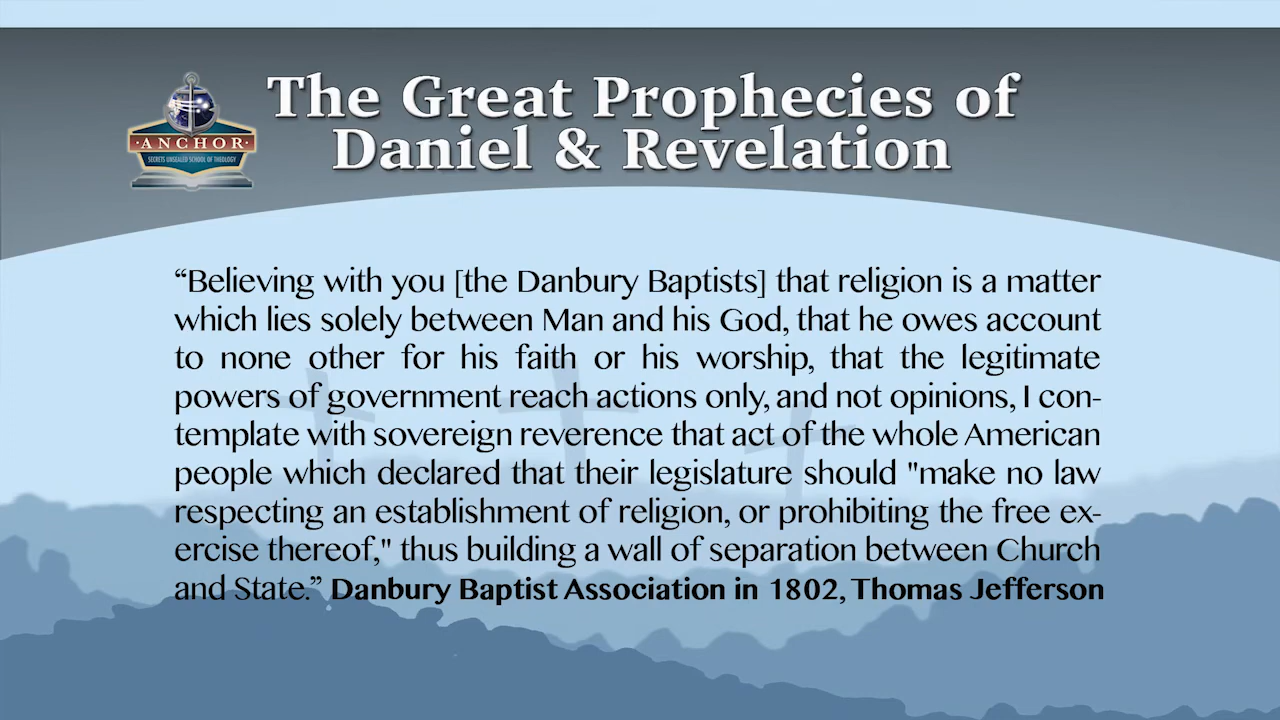 The Great Prophecies of
Daniel & Revelation
·ANCHOR·
SECRETS UNSEALED SCHOOL OF THEOLOGY
“Believing with you [the Danbury Baptists] that religion is a matter
which lies solely between Man and his God, that he owes account
to none other for his faith or his worship, that the legitimate
powers of government reach actions only, and not opinions, I con-
template with sovereign reverence that act of the whole American
people which declared that their legislature should "make no law
respecting an establishment of religion, or prohibiting the free ex-
ercise thereof," thus building a wall of separation between Church
and State.” Danbury Baptist Association in 1802, Thomas Jefferson